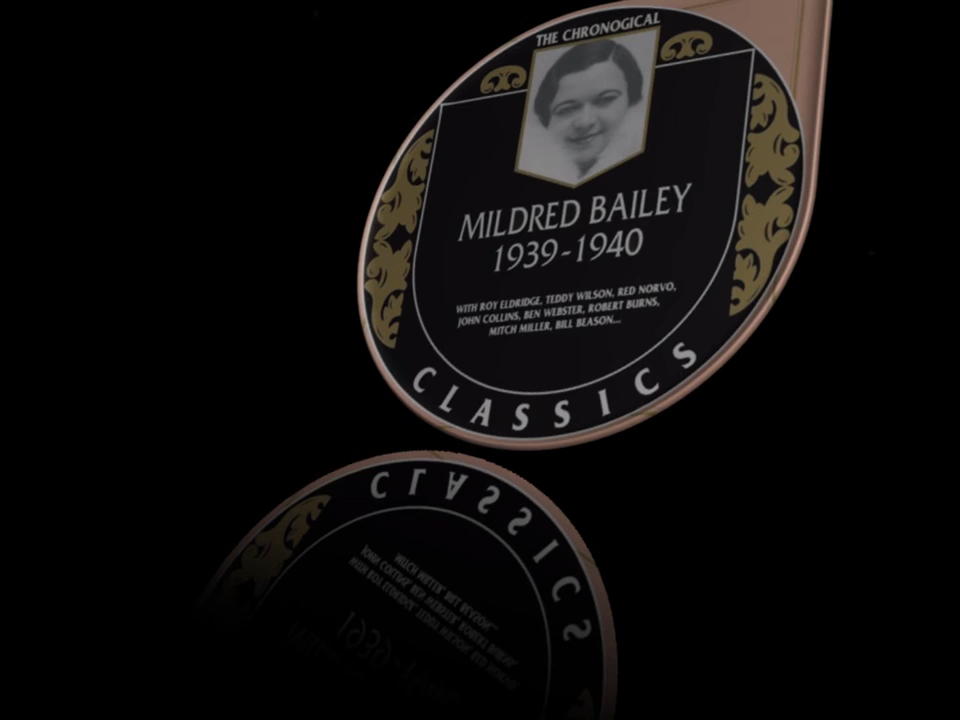 THE CHRONOGICAL
MILDRED BAILEY
1939-1940
WITH ROY ELDRIDGE, TEDDY WILSON, RED NORVO,
JOHN COLLINS, BEN WEBSTER, ROBERT BURNS,
MITCH MILLER, BILL BEASON...
CLASSICS
CLASSICS